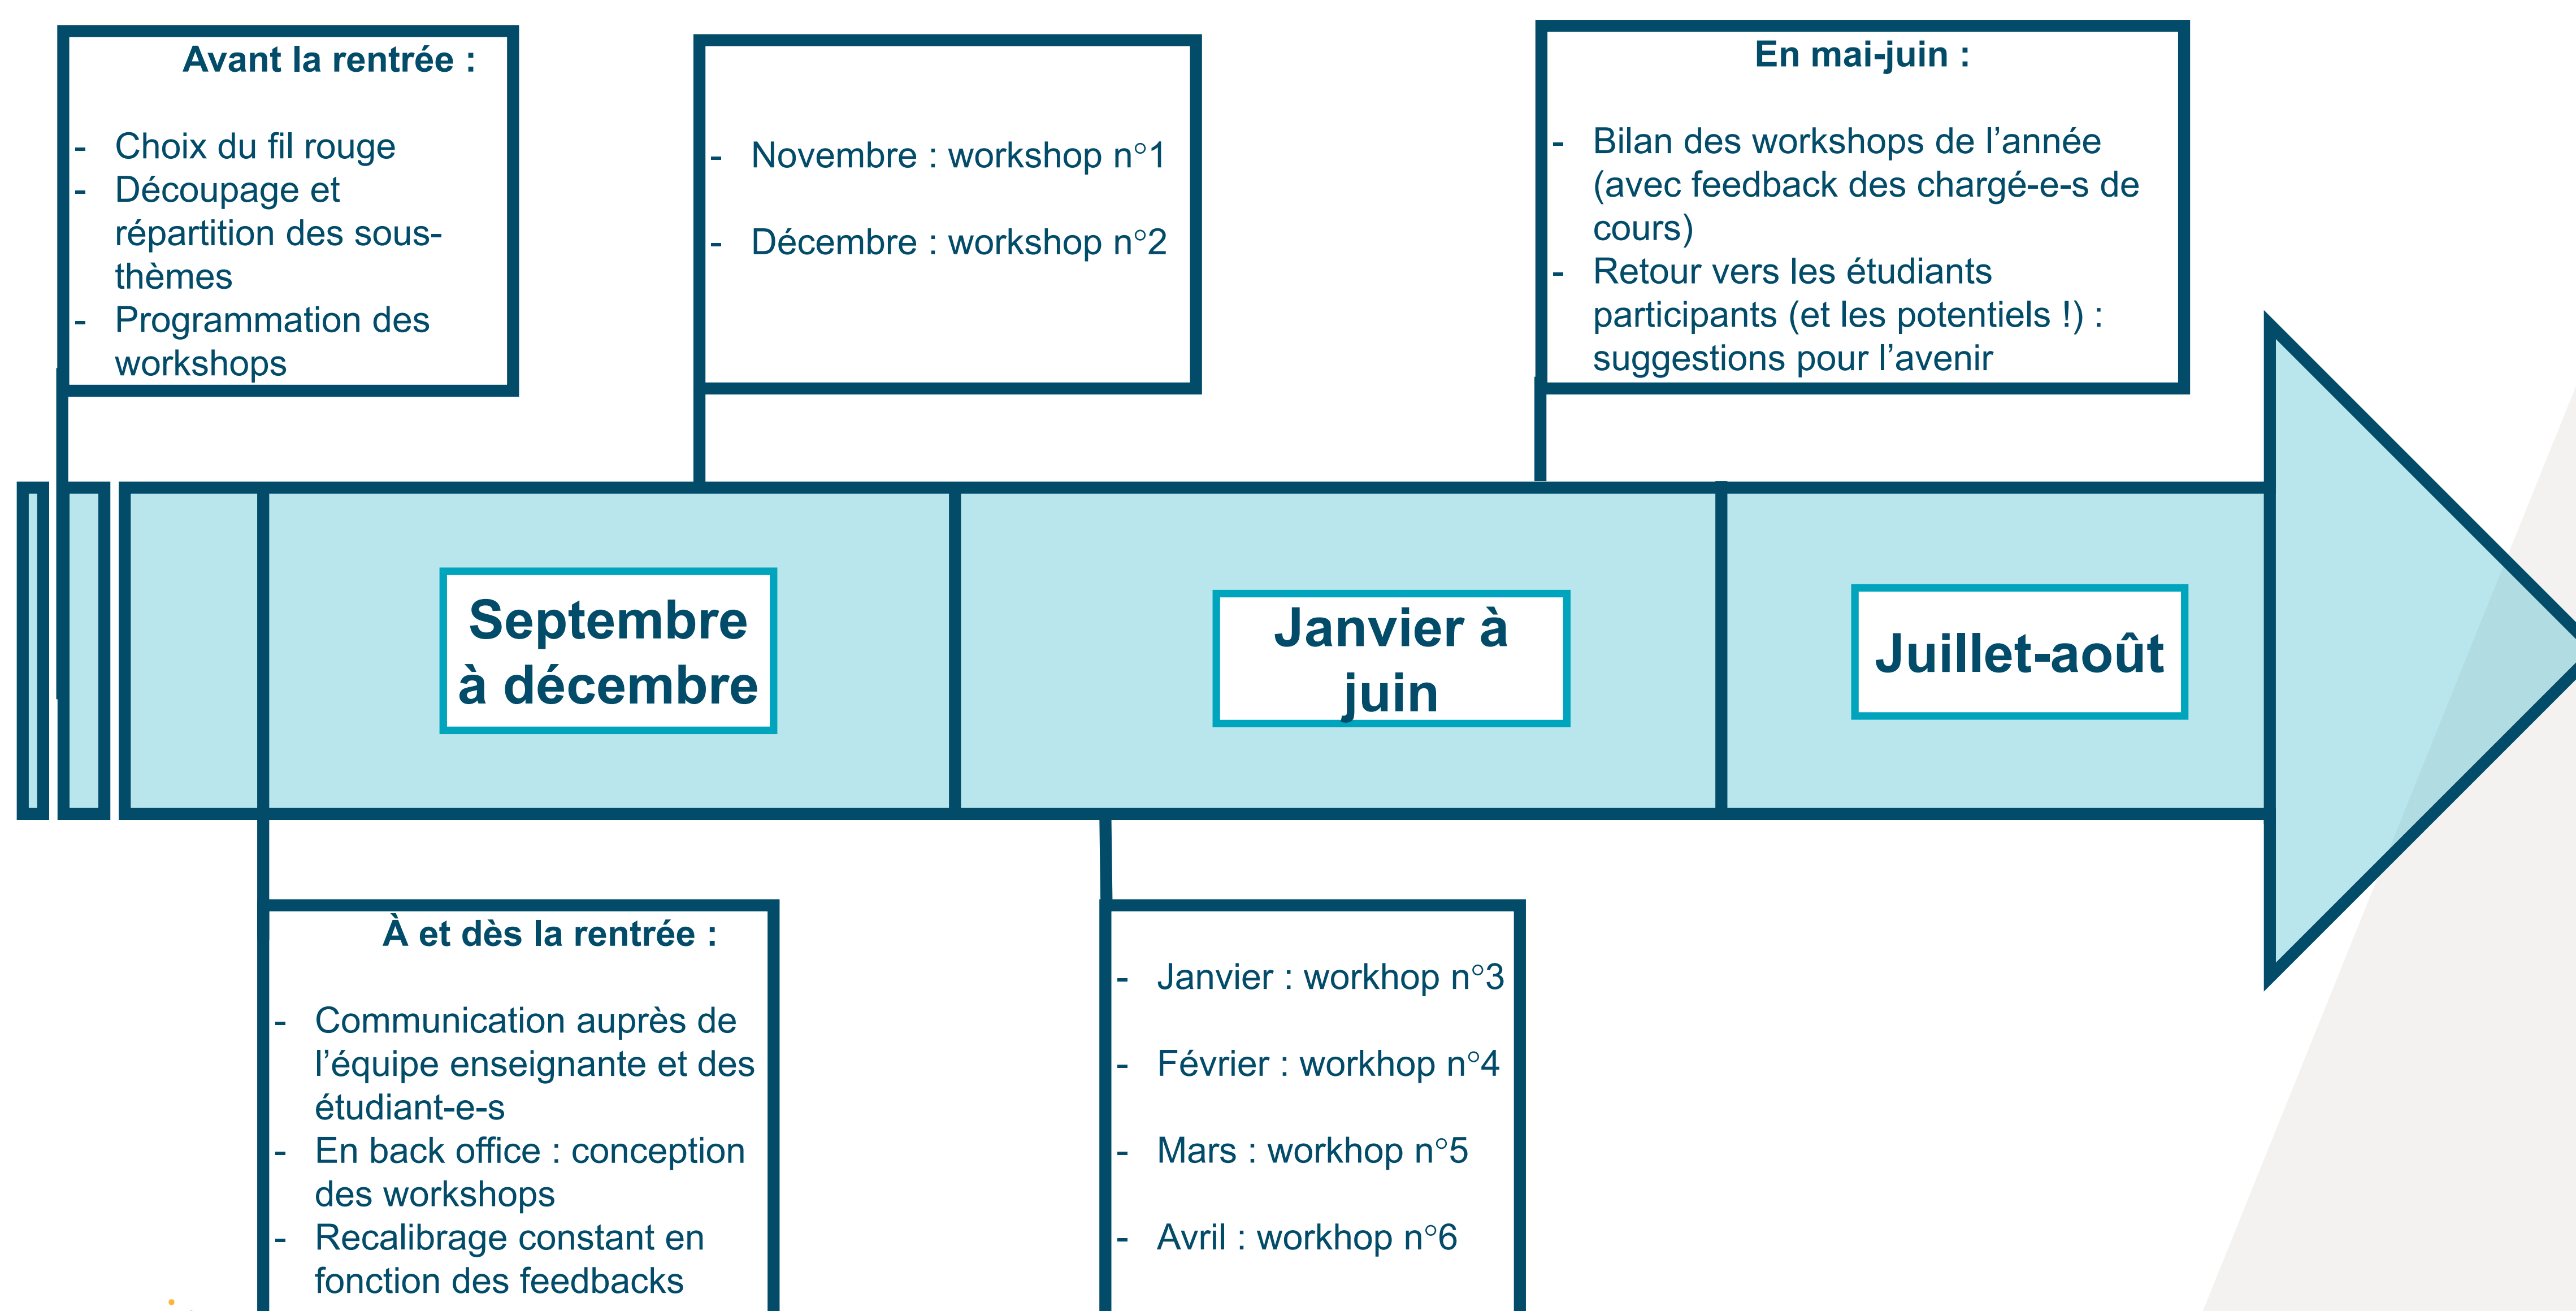 Avant la rentrée :
- Choix du fil rouge
- Découpage et
répartition des sous-
thèmes
- Programmation des
workshops
- Novembre : workshop n°1
- Décembre : workshop n°2
En mai-juin :
- Bilan des workshops de l’année
(avec feedback des chargé-e-s de
cours)
- Retour vers les étudiants
participants (et les potentiels !) :
suggestions pour l’avenir
Septembre
à décembre
Janvier à
juin
Juillet-août
À et dès la rentrée :
- Communication auprès de
l’équipe enseignante et des
étudiant-e-s
- En back office : conception
des workshops
- Recalibrage constant en
fonction des feedbacks
- Janvier : workhop n°3
- Février : workhop n°4
- Mars : workhop n°5
- Avril : workhop n°6